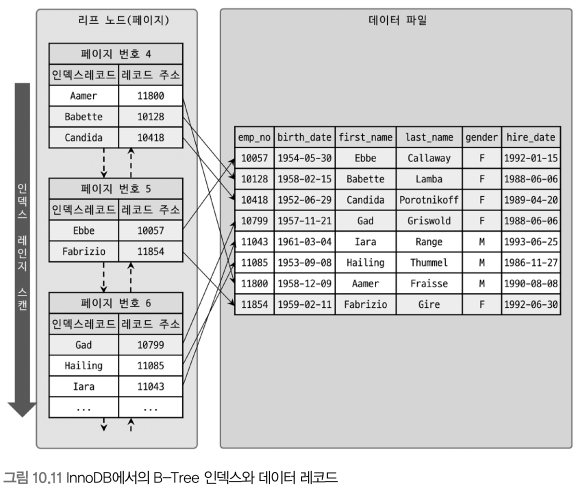 리프 노드(페이지)
페이지 번호 4
인덱스레코드 레코드 주소
Aamer 11800
Babette 10128
Candida 10418
페이지 번호 5
인덱스레코드 레코드 주소
Ebbe 10057
Fabrizio 11854
페이지 번호 6
인덱스레코드 레코드 주소
Gad 10799
Hailing 11085
Iara 11043
... ...
인덱스 레인지 스캔
데이터 파일
emp_no birth_date first_name last_name gender hire_date
10057 1954-05-30 Ebbe Callaway F 1992-01-15
10128 1958-02-15 Babette Lamba F 1988-06-06
10418 1952-06-29 Candida Porotnikoff F 1989-04-20
10799 1957-11-21 Gad Griswold F 1988-06-06
11043 1961-03-04 Iara Range M 1993-06-25
11085 1953-09-08 Hailing Thummel M 1986-11-27
11800 1958-12-09 Aamer Fraisse M 1990-08-08
11854 1959-02-11 Fabrizio Gire F 1992-06-30
그림 10.11 InnoDB에서의 B-Tree 인덱스와 데이터 레코드